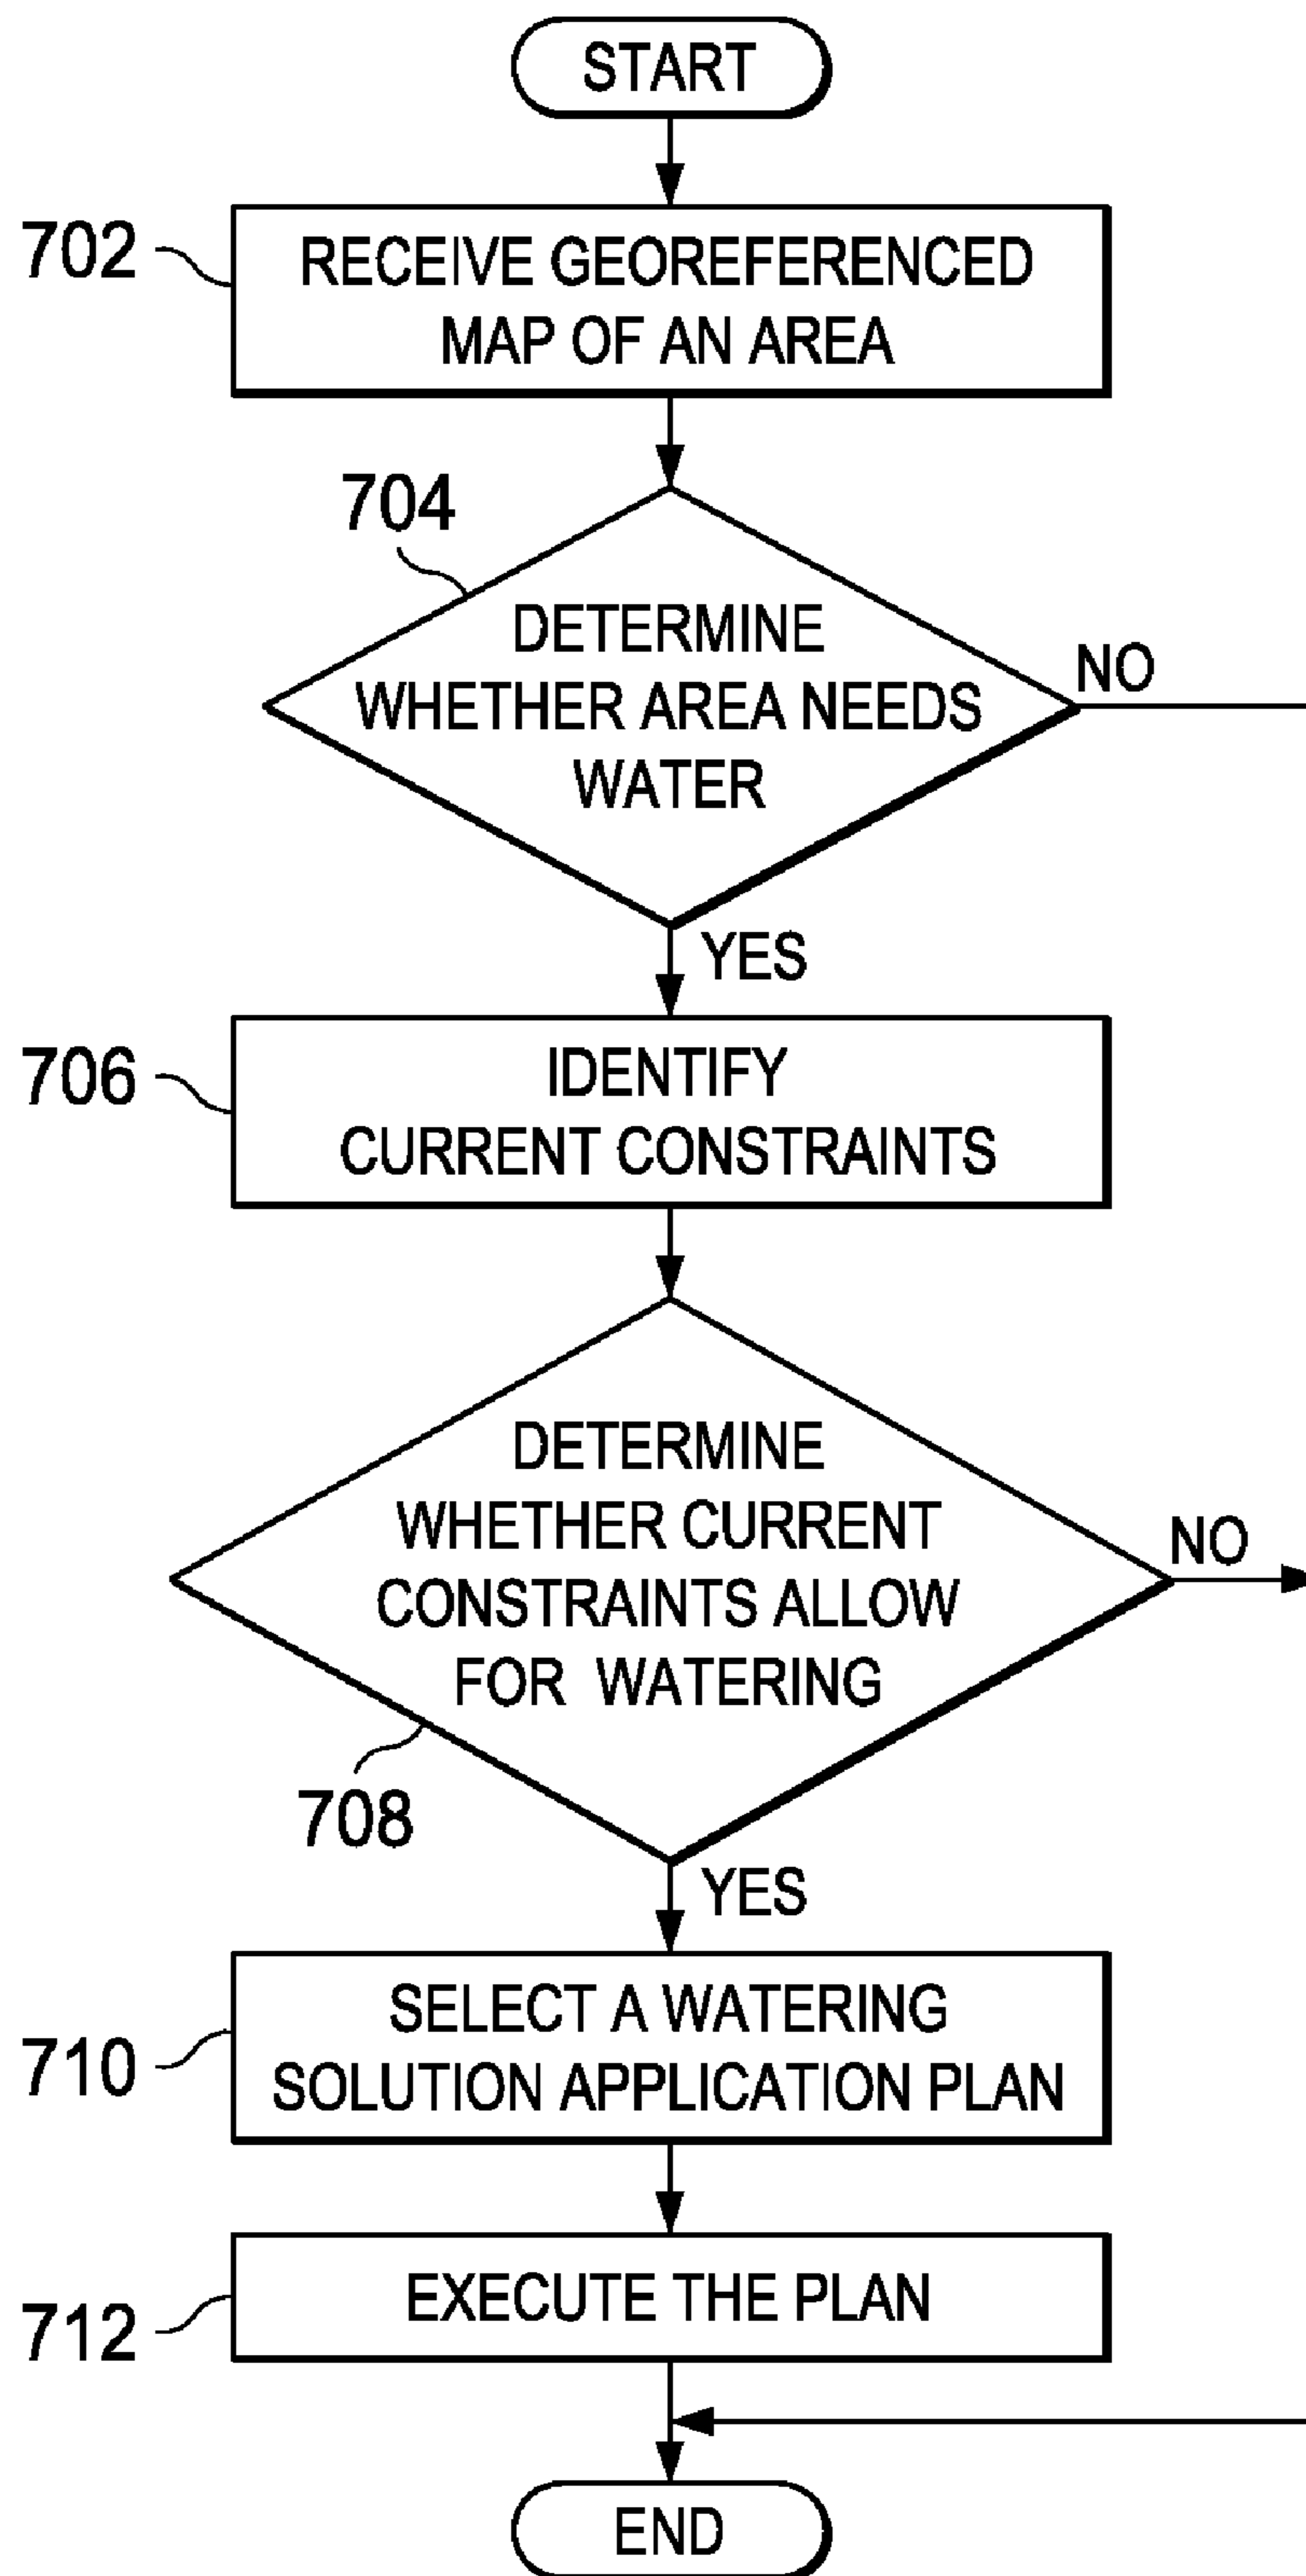 START
702
RECEIVE GEOREFERENCED
MAP OF AN AREA
704
DETERMINE
WHETHER AREA NEEDS
WATER
NO
YES
706
IDENTIFY
CURRENT CONSTRAINTS
DETERMINE
WHETHER CURRENT
CONSTRAINTS ALLOW
FOR WATERING
NO
708
YES
710
SELECT A WATERING
SOLUTION APPLICATION PLAN
712
EXECUTE THE PLAN
END